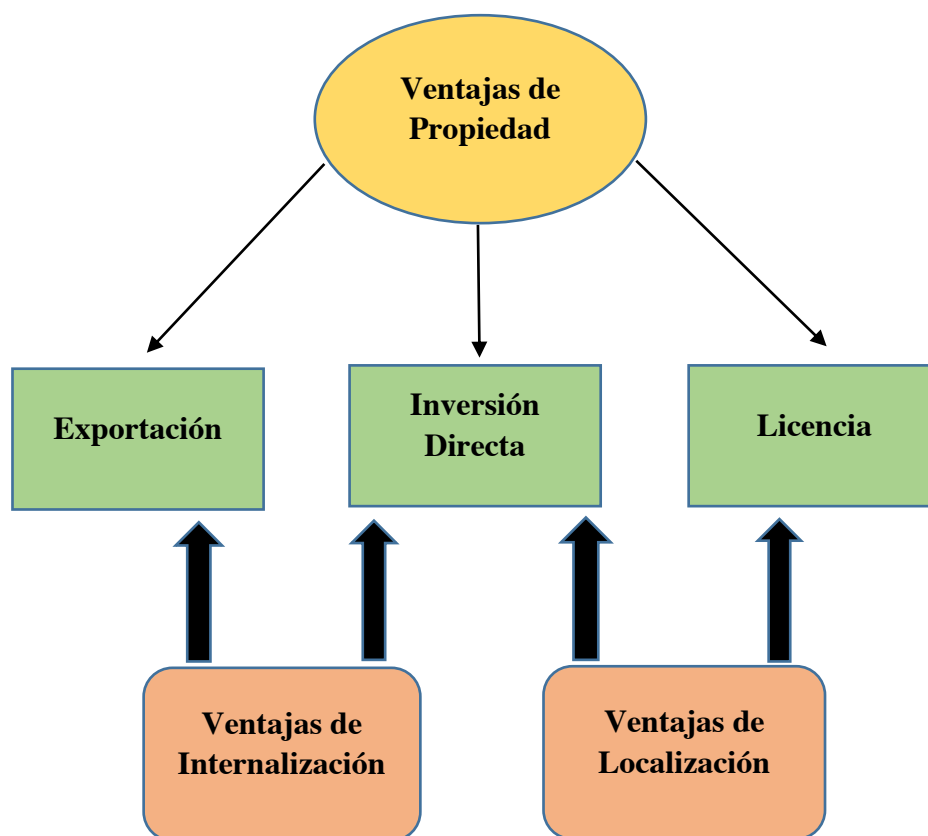 Ventajas de
Propiedad
Exportación
Inversión
Directa
Licencia
Ventajas de
Internalización
Ventajas de
Localización